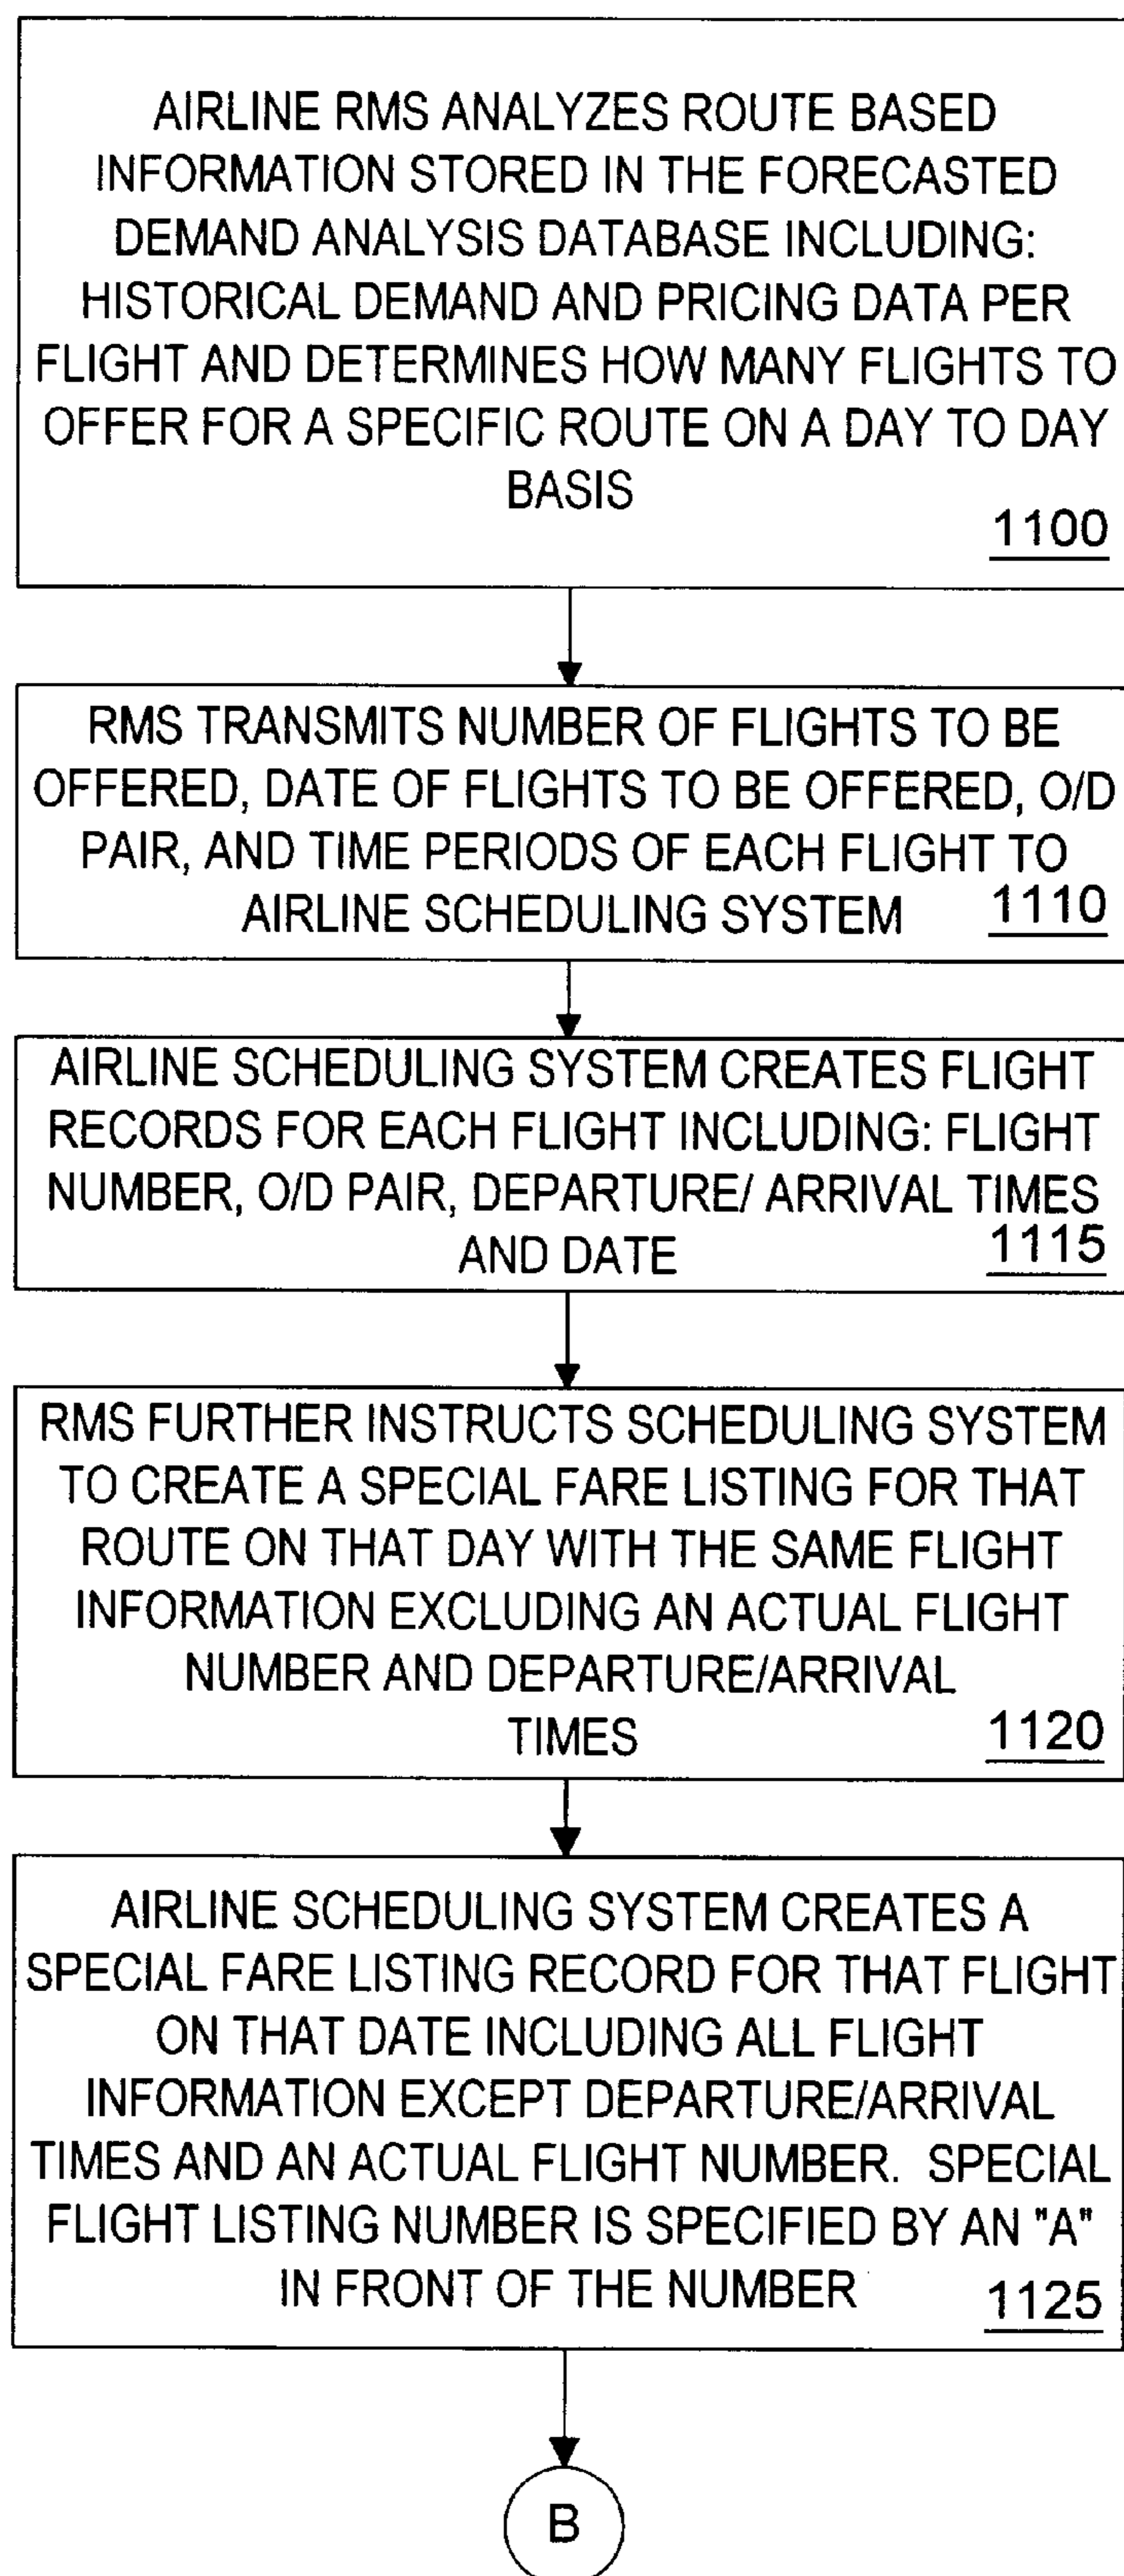 AIRLINE RMS ANALYZES ROUTE BASED
INFORMATION STORED IN THE FORECASTED
DEMAND ANALYSIS DATABASE INCLUDING:
HISTORICAL DEMAND AND PRICING DATA PER
FLIGHT AND DETERMINES HOW MANY FLIGHTS TO
OFFER FOR A SPECIFIC ROUTE ON A DAY TO DAY
BASIS
1100
RMS TRANSMITS NUMBER OF FLIGHTS TO BE
OFFERED, DATE OF FLIGHTS TO BE OFFERED, O/D
PAIR, AND TIME PERIODS OF EACH FLIGHT TO
AIRLINE SCHEDULING SYSTEM 1110
AIRLINE SCHEDULING SYSTEM CREATES FLIGHT
RECORDS FOR EACH FLIGHT INCLUDING: FLIGHT
NUMBER, O/D PAIR, DEPARTURE/ ARRIVAL TIMES
AND DATE 1115
RMS FURTHER INSTRUCTS SCHEDULING SYSTEM
TO CREATE A SPECIAL FARE LISTING FOR THAT
ROUTE ON THAT DAY WITH THE SAME FLIGHT
INFORMATION EXCLUDING AN ACTUAL FLIGHT
NUMBER AND DEPARTURE/ARRIVAL
TIMES 1120
AIRLINE SCHEDULING SYSTEM CREATES A
SPECIAL FARE LISTING RECORD FOR THAT FLIGHT
ON THAT DATE INCLUDING ALL FLIGHT
INFORMATION EXCEPT DEPARTURE/ARRIVAL
TIMES AND AN ACTUAL FLIGHT NUMBER. SPECIAL
FLIGHT LISTING NUMBER IS SPECIFIED BY AN "A"
IN FRONT OF THE NUMBER 1125
B